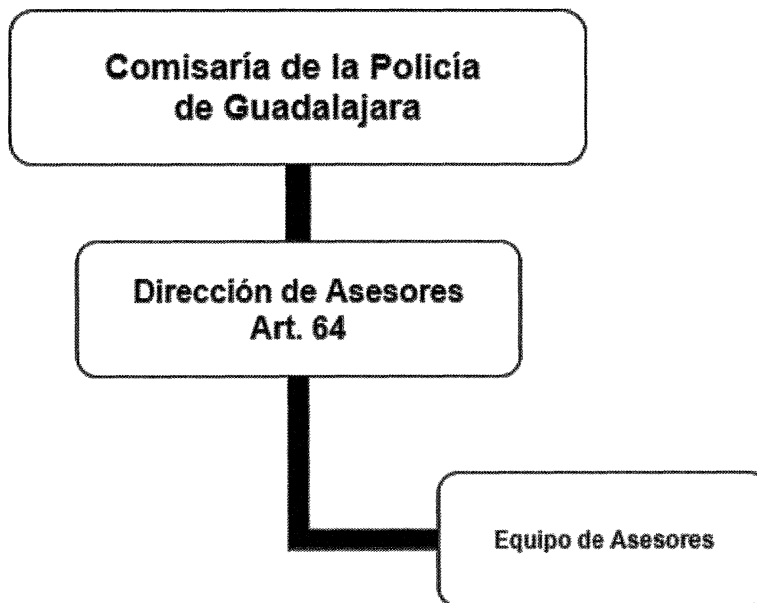 Comisaría de la Policía
de Guadalajara
Dirección de Asesores
Art. 64
Equipo de Asesores